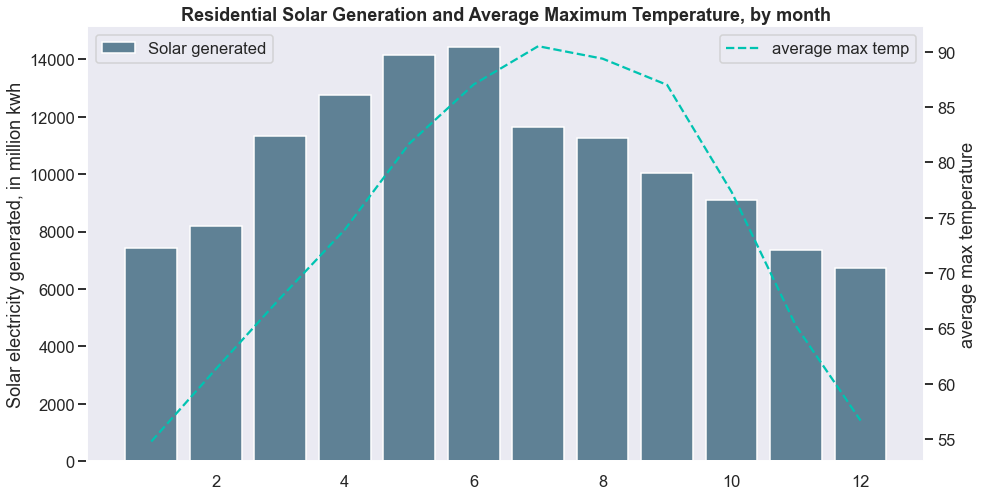 Residential Solar Generation and Average Maximum Temperature, by month
Solar generated
average max temp
Solar electricity generated, in million kwh
14000
12000
10000
8000
6000
4000
2000
0
90
85
80
75
70
65
60
55
average max temperature
2 4 6 8 10 12